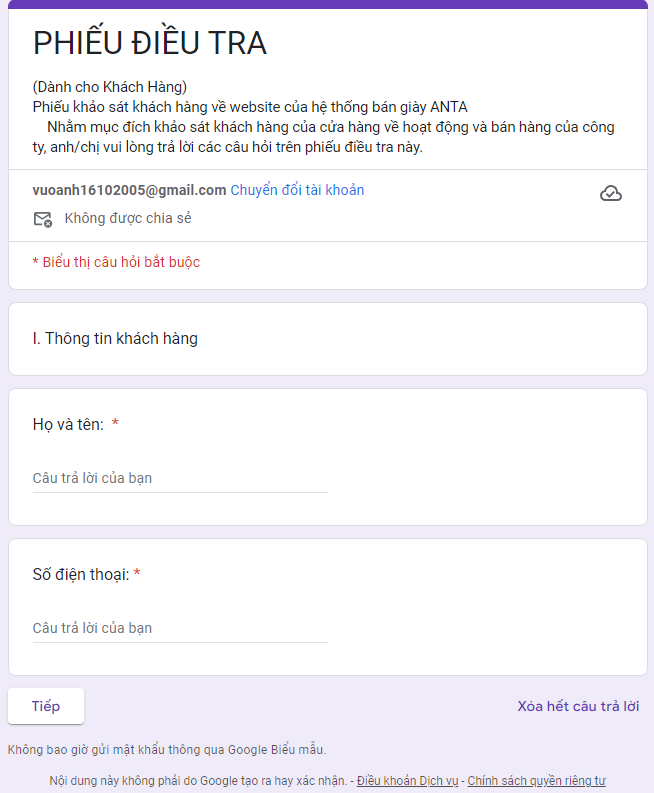 PHIẾU ĐIỀU TRA
(Dành cho Khách Hàng)
Phiếu khảo sát khách hàng về website của hệ thống bán giày ANTA
Nhằm mục đích khảo sát khách hàng của cửa hàng về hoạt động và bán hàng của công
ty, anh/chị vui lòng trả lời các câu hỏi trên phiếu điều tra này.
vuoanh16102005@gmail.com Chuyển đổi tài khoản
Không được chia sẻ
* Biểu thị câu hỏi bắt buộc
I. Thông tin khách hàng
Họ và tên: *
Câu trả lời của bạn
Số điện thoại: *
Câu trả lời của bạn
Tiếp Xóa hết câu trả lời
Không bao giờ gửi mật khẩu thông qua Google Biểu mẫu.
Nội dung này không phải do Google tạo ra hay xác nhận. - Điều khoản Dịch vụ - Chính sách quyền riêng tư